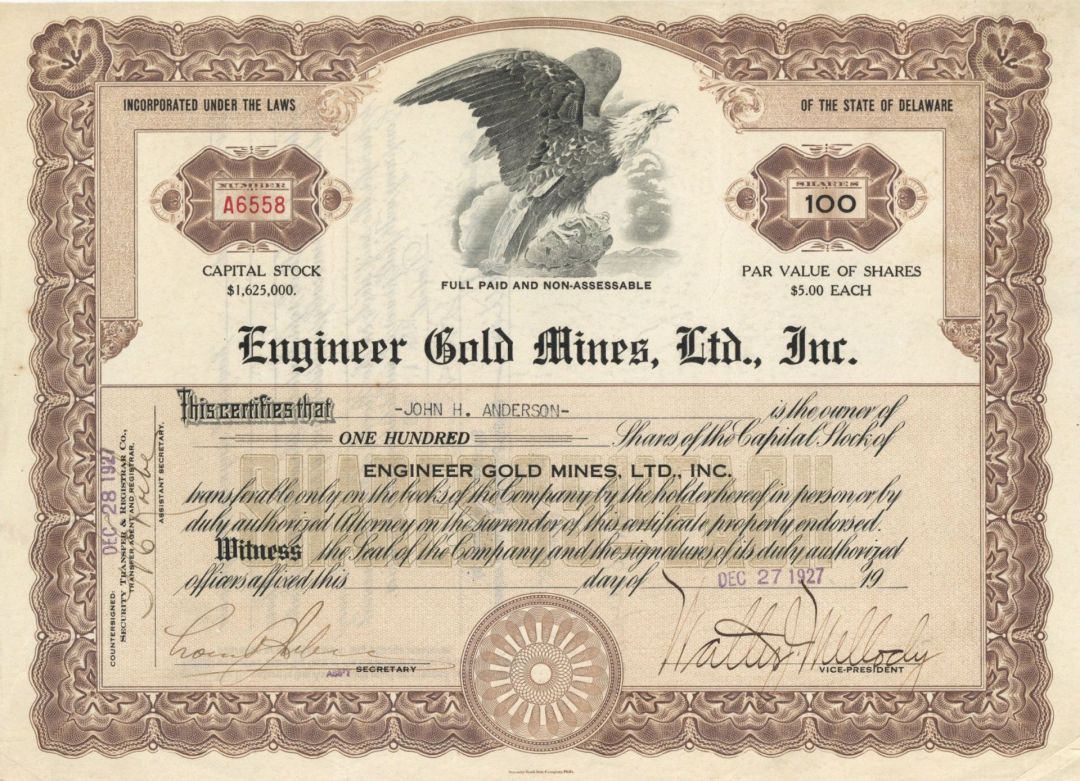 INCORPORATED UNDER THE LAWS OF THE STATE OF DELAWARE
NUMBER
A6558
SHARES
100
CAPITAL STOCK
$1,625,000.
FULL PAID AND NON-ASSESSABLE
PAR VALUE OF SHARES
$5.00 EACH
Engineer Gold Mines, Ltd., Inc.
This certifies that -JOHN H. ANDERSON- is the owner of
ONE HUNDRED Shares of the Capital Stock of
ENGINEER GOLD MINES, LTD., INC.
transferable only on the books of the Company by the holder hereof in person or by
duly authorized Attorney on the surrender of this certificate properly endorsed.
Witness the Seal of the Company and the signatures of its duly authorized
officers affixed, this day of DEC 27 1927 19
ASS'T SECRETARY
Walter J. Mellody
VICE-PRESIDENT
COUNTERSIGNED:
SECURITY TRANSFER & REGISTRAR CO.,
TRANSFER AGENT AND REGISTRAR.
DEC 28 1927
ASSISTANT SECRETARY.